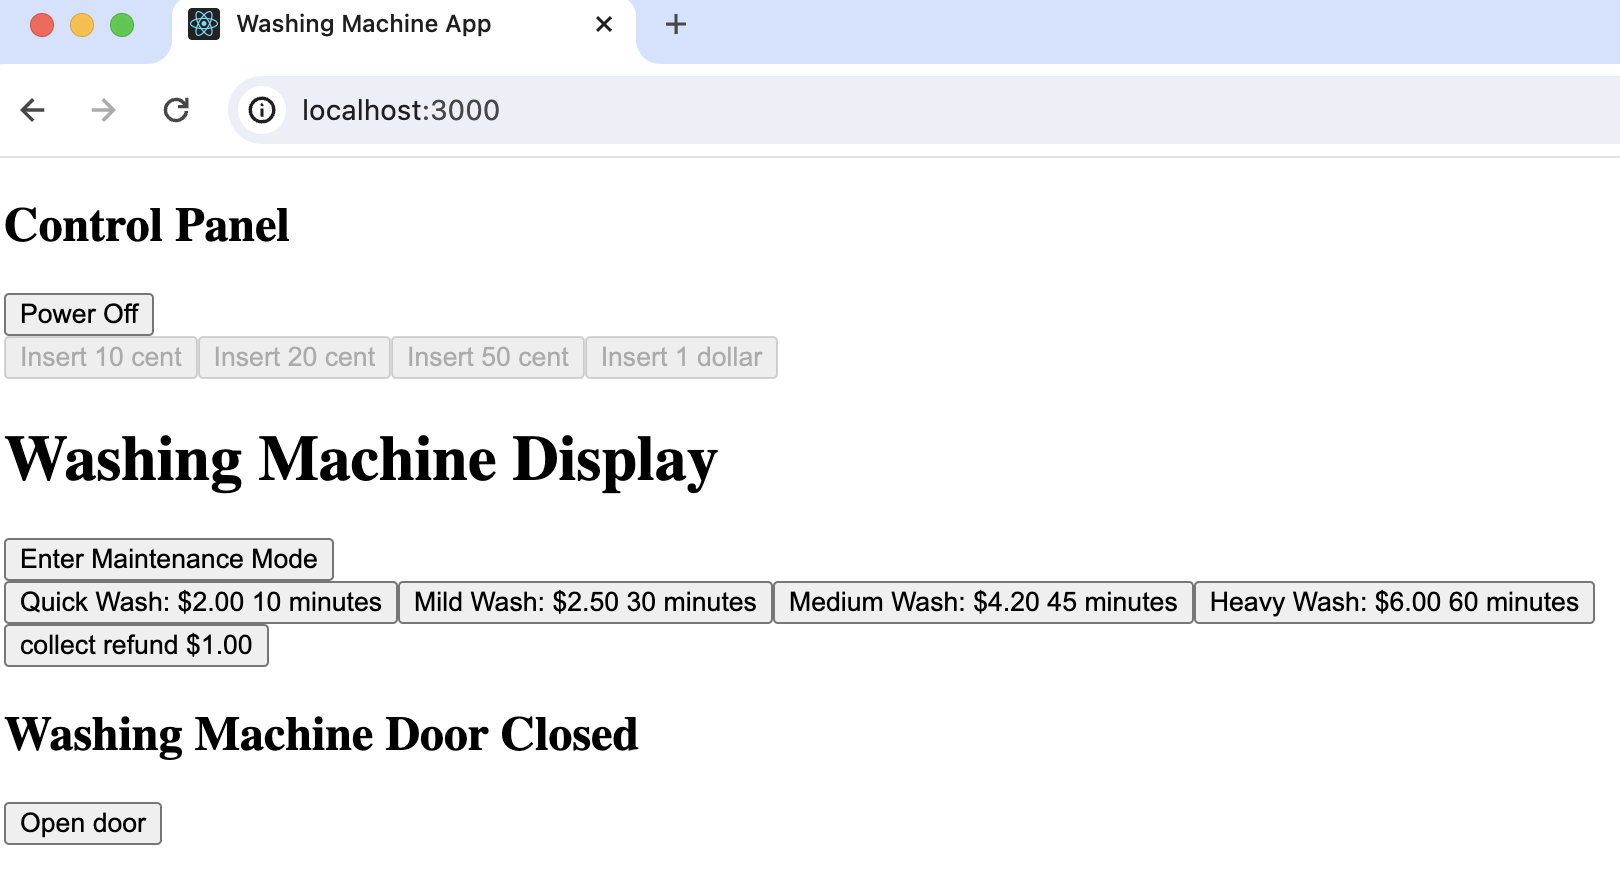 Washing Machine App
localhost:3000
Control Panel
Power Off
Insert 10 cent Insert 20 cent Insert 50 cent Insert 1 dollar
Washing Machine Display
Enter Maintenance Mode
Quick Wash: $2.00 10 minutes Mild Wash: $2.50 30 minutes Medium Wash: $4.20 45 minutes Heavy Wash: $6.00 60 minutes
collect refund $1.00
Washing Machine Door Closed
Open door